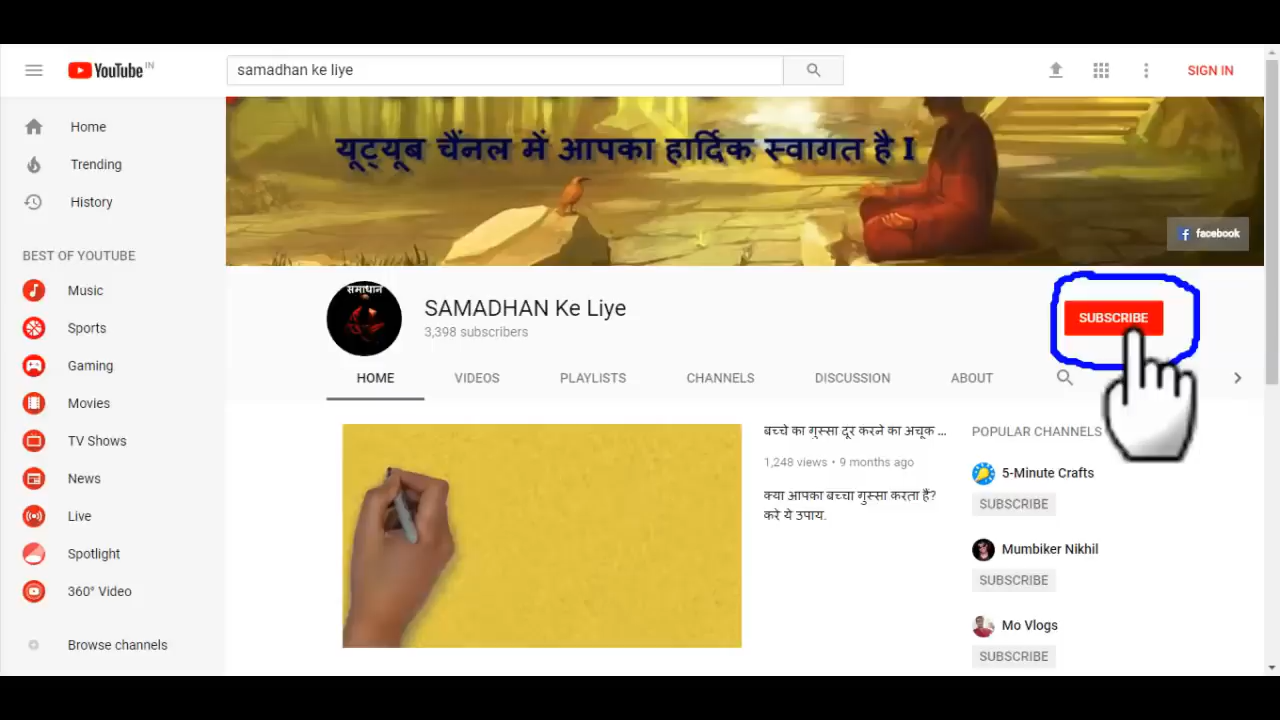 YouTube IN
samadhan ke liye
SIGN IN
Home
Trending
History
BEST OF YOUTUBE
Music
Sports
Gaming
Movies
TV Shows
News
Live
Spotlight
360° Video
Browse channels
यूट्यूब चैंनल में आपका हार्दिक स्वागत है I
facebook
समाधान
SAMADHAN Ke Liye
3,398 subscribers
SUBSCRIBE
HOME VIDEOS PLAYLISTS CHANNELS DISCUSSION ABOUT
बच्चे का गुस्सा दूर करने का अचूक ...
1,248 views • 9 months ago
क्या आपका बच्चा गुस्सा करता हैं?
करे ये उपाय.
POPULAR CHANNELS
5-Minute Crafts
SUBSCRIBE
Mumbiker Nikhil
SUBSCRIBE
Mo Vlogs
SUBSCRIBE